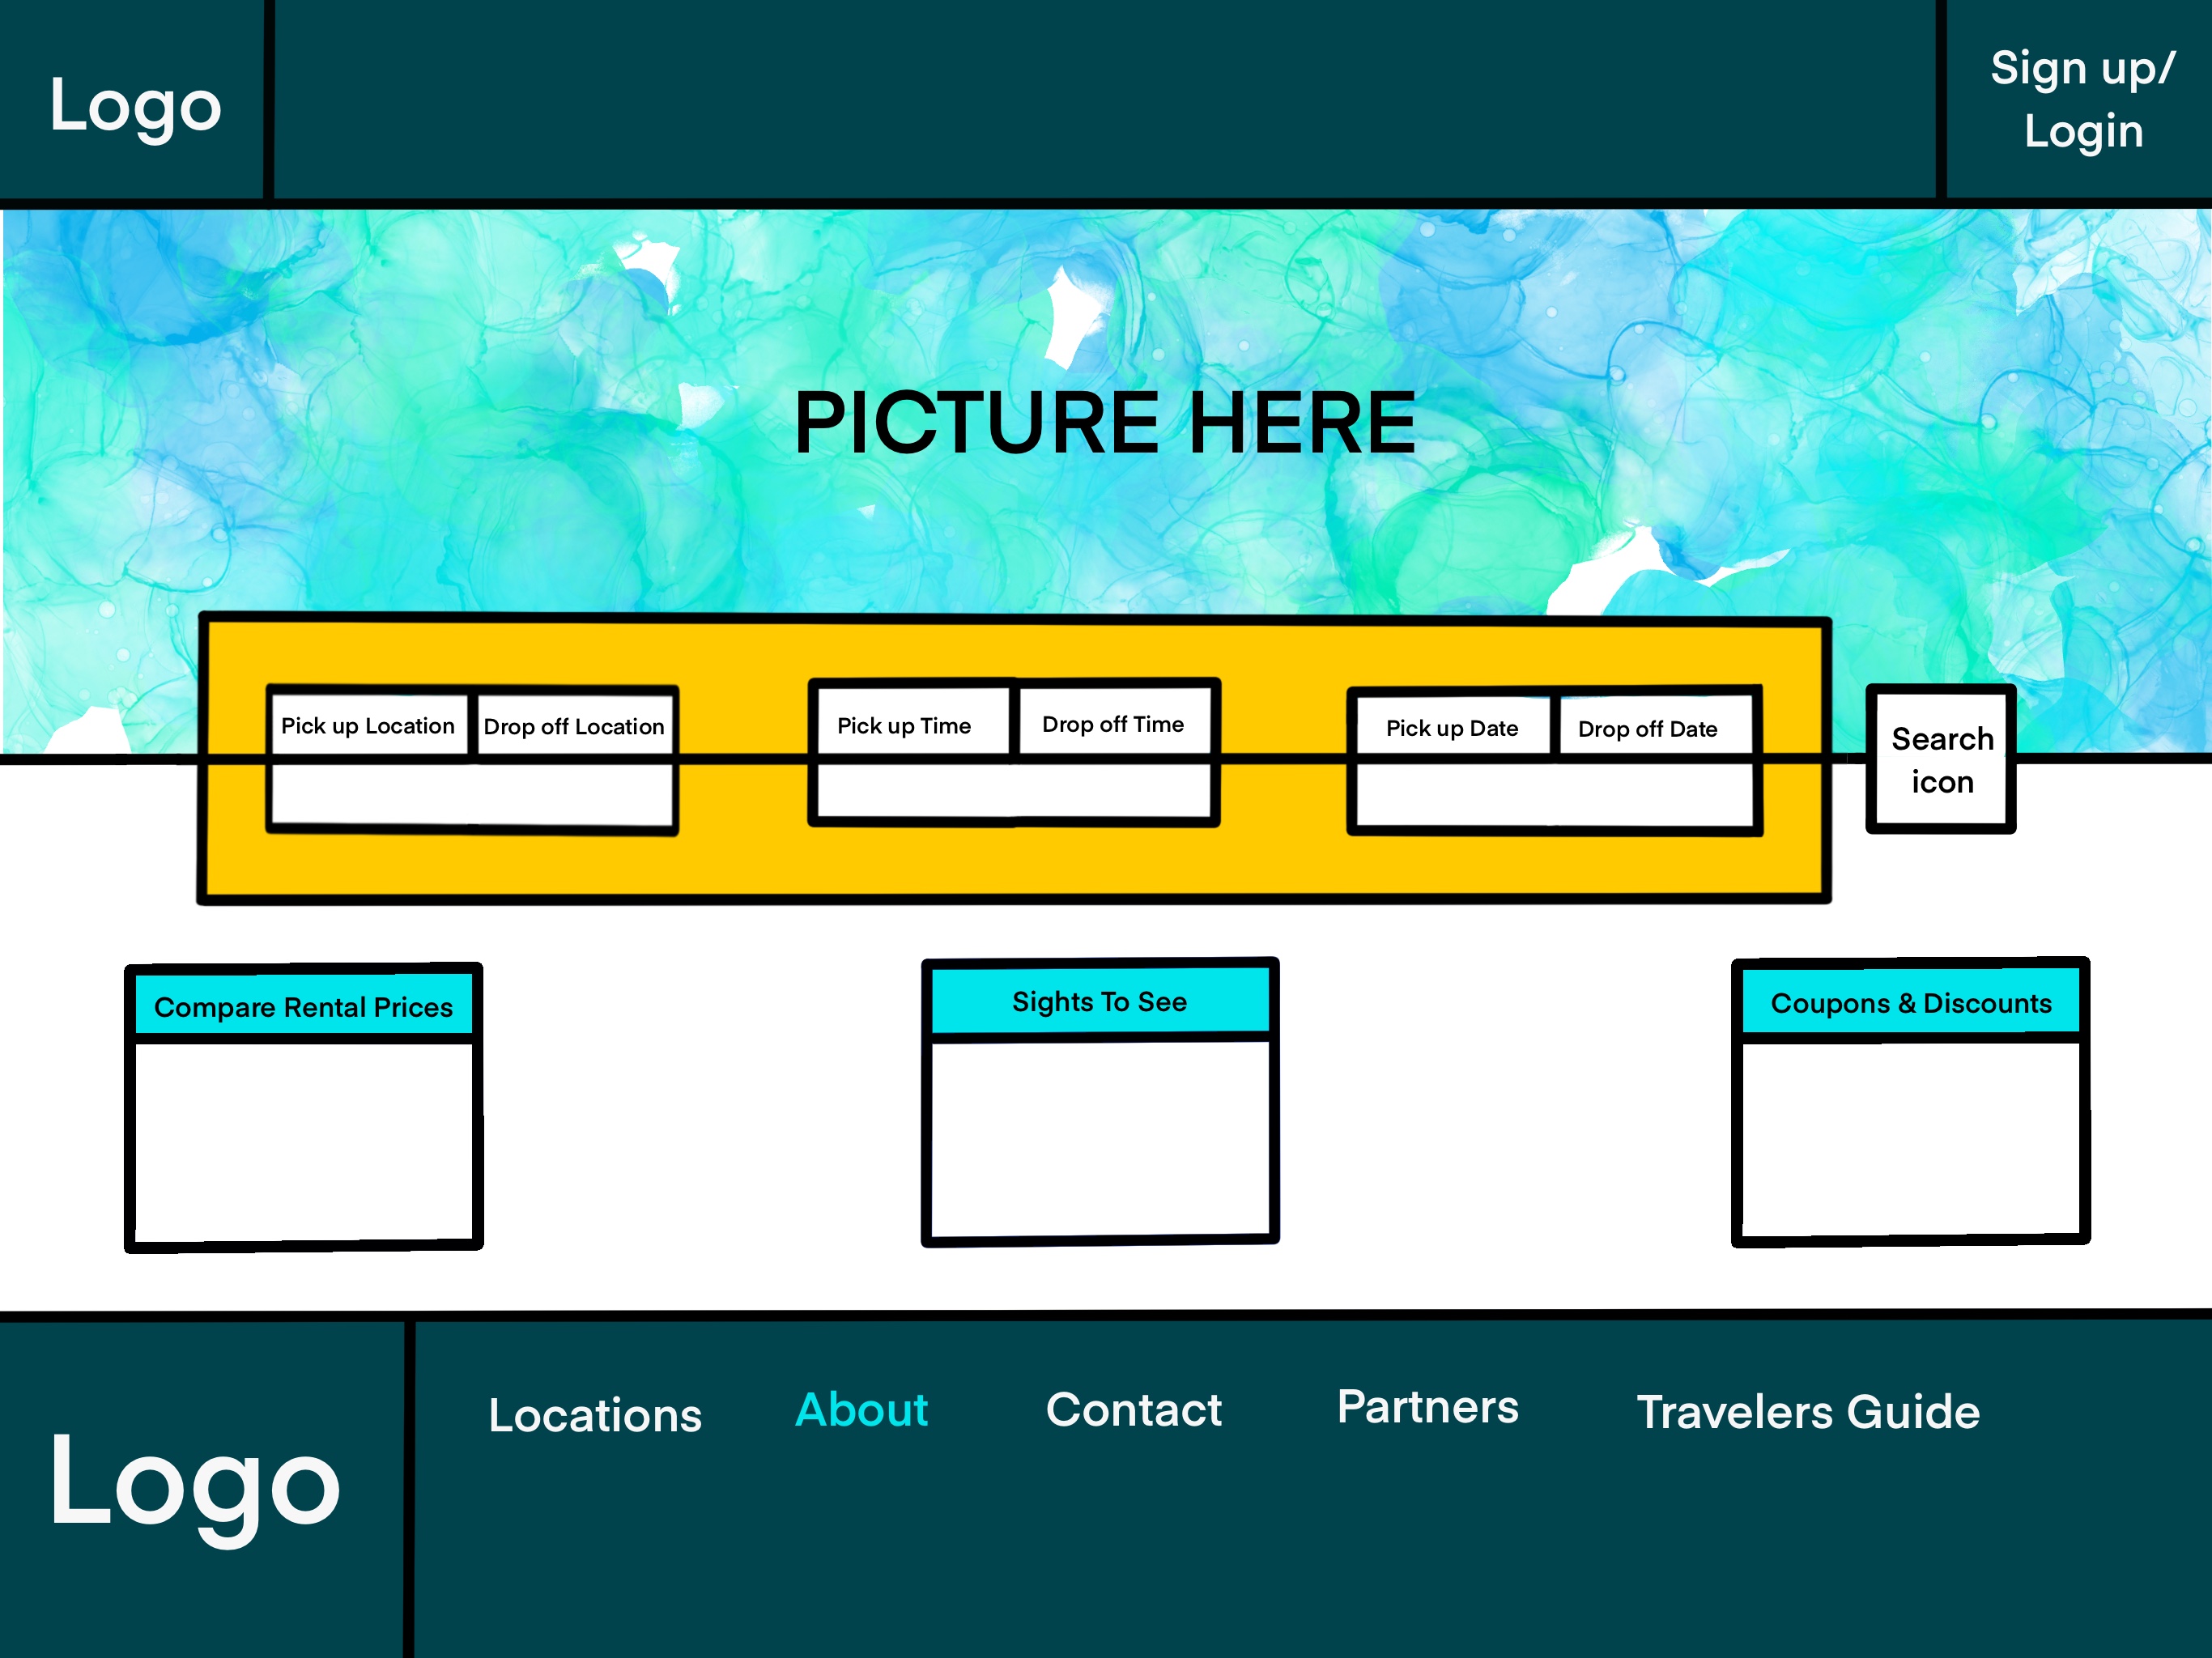 Logo
Sign up/
Login
PICTURE HERE
Pick up Location
Drop off Location
Pick up Time
Drop off Time
Pick up Date
Drop off Date
Search
icon
Compare Rental Prices
Sights To See
Coupons & Discounts
Logo
Locations
About
Contact
Partners
Travelers Guide